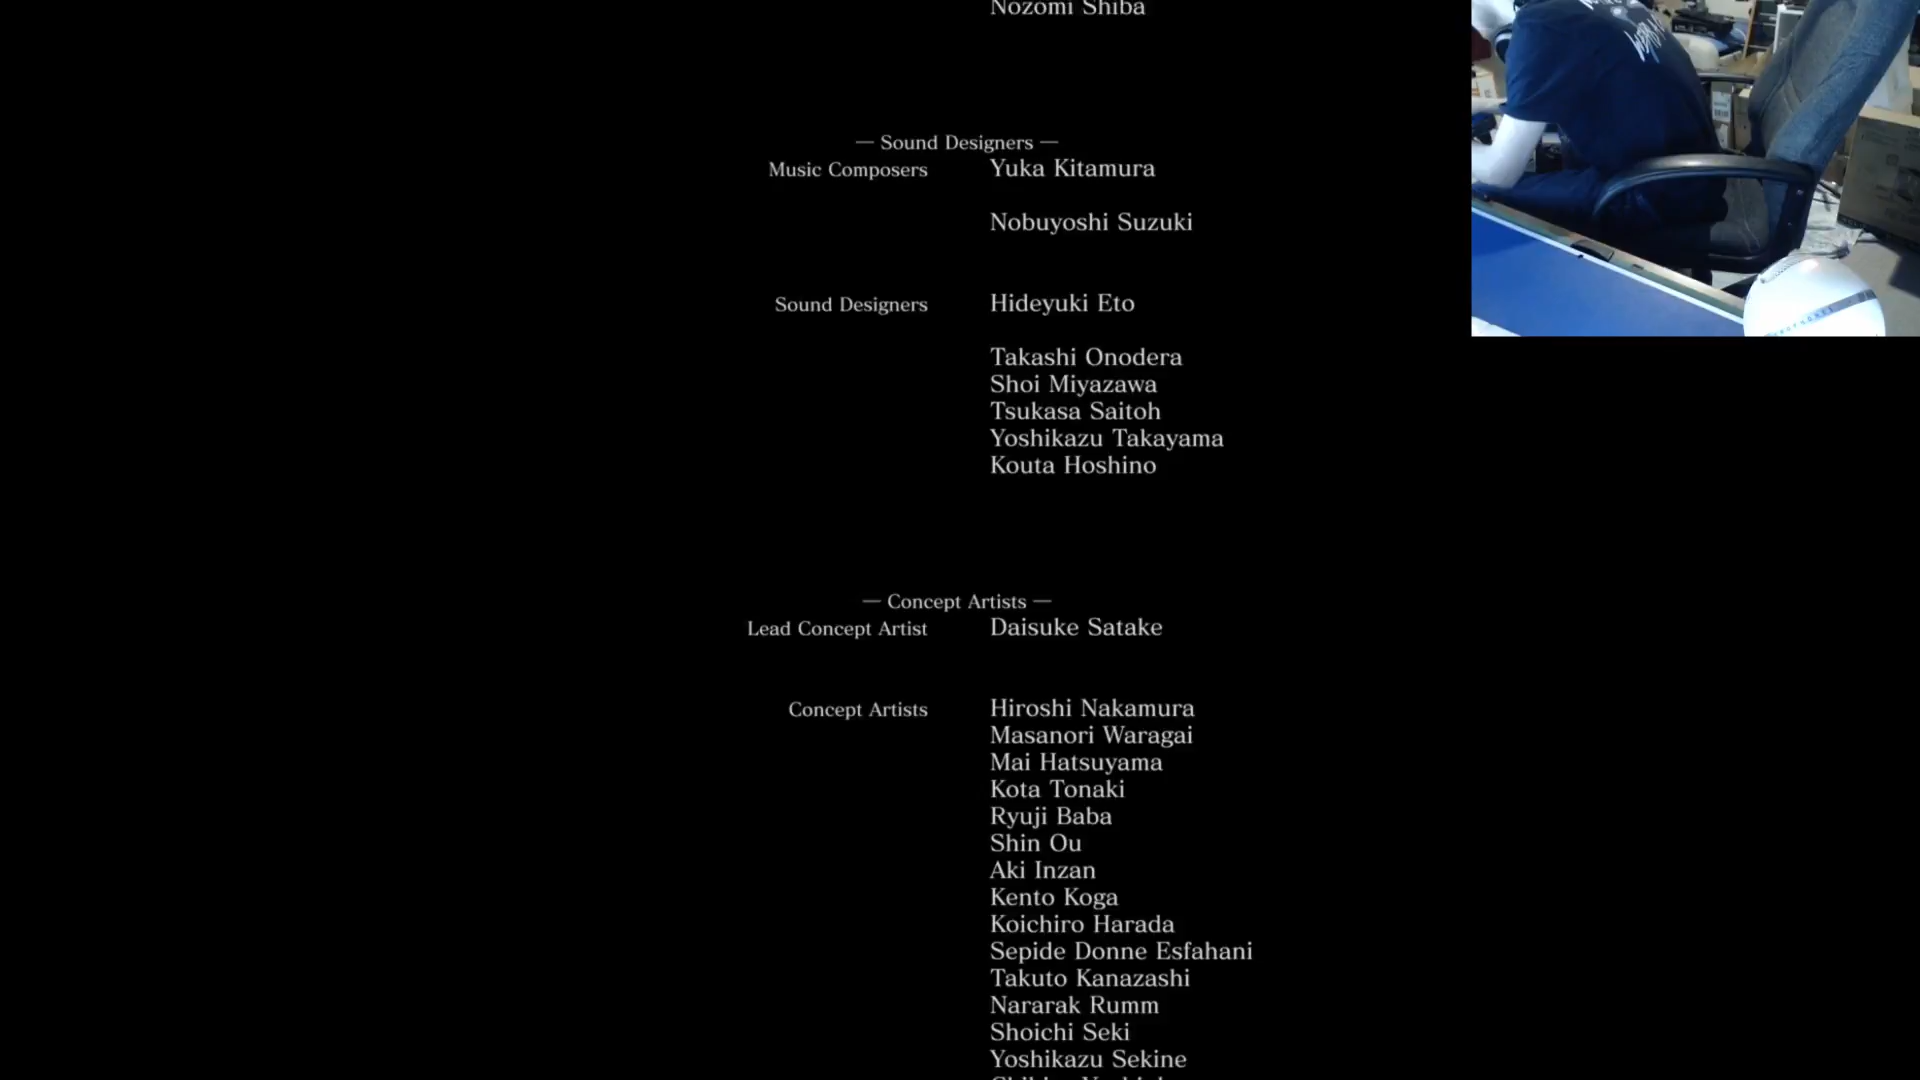 Nozomi Shiba
— Sound Designers —
Music Composers Yuka Kitamura
Nobuyoshi Suzuki
Sound Designers Hideyuki Eto
Takashi Onodera
Shoi Miyazawa
Tsukasa Saitoh
Yoshikazu Takayama
Kouta Hoshino
— Concept Artists —
Lead Concept Artist Daisuke Satake
Concept Artists Hiroshi Nakamura
Masanori Waragai
Mai Hatsuyama
Kota Tonaki
Ryuji Baba
Shin Ou
Aki Inzan
Kento Koga
Koichiro Harada
Sepide Donne Esfahani
Takuto Kanazashi
Nararak Rumm
Shoichi Seki
Yoshikazu Sekine